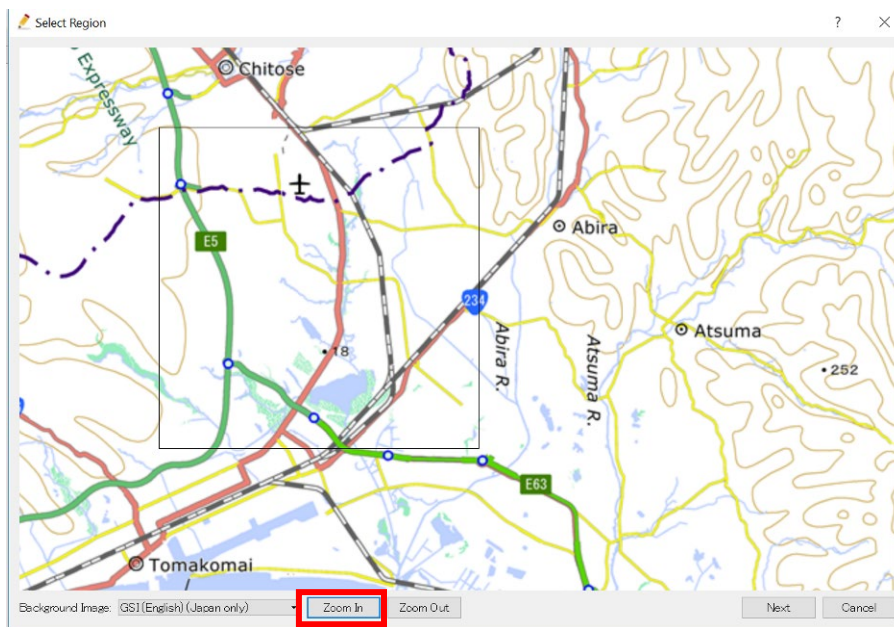 Select Region
?
Chitose
Expressway
E5
Abira
234
Abira R.
Atsuma R.
Atsuma
18
252
E63
Tomakomai
Background Image: GSI (English) (Japan only)
Zoom In
Zoom Out
Next
Cancel